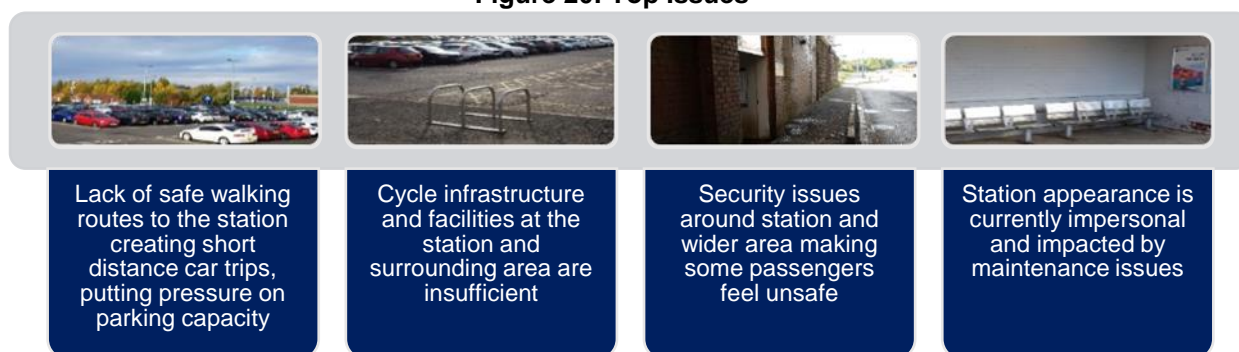 Figure 20: Top Issues
Lack of safe walking
routes to the station
creating short
distance car trips,
putting pressure on
parking capacity
Cycle infrastructure
and facilities at the
station and
surrounding area are
insufficient
Security issues
around station and
wider area making
some passengers
feel unsafe
Station appearance is
currently impersonal
and impacted by
maintenance issues